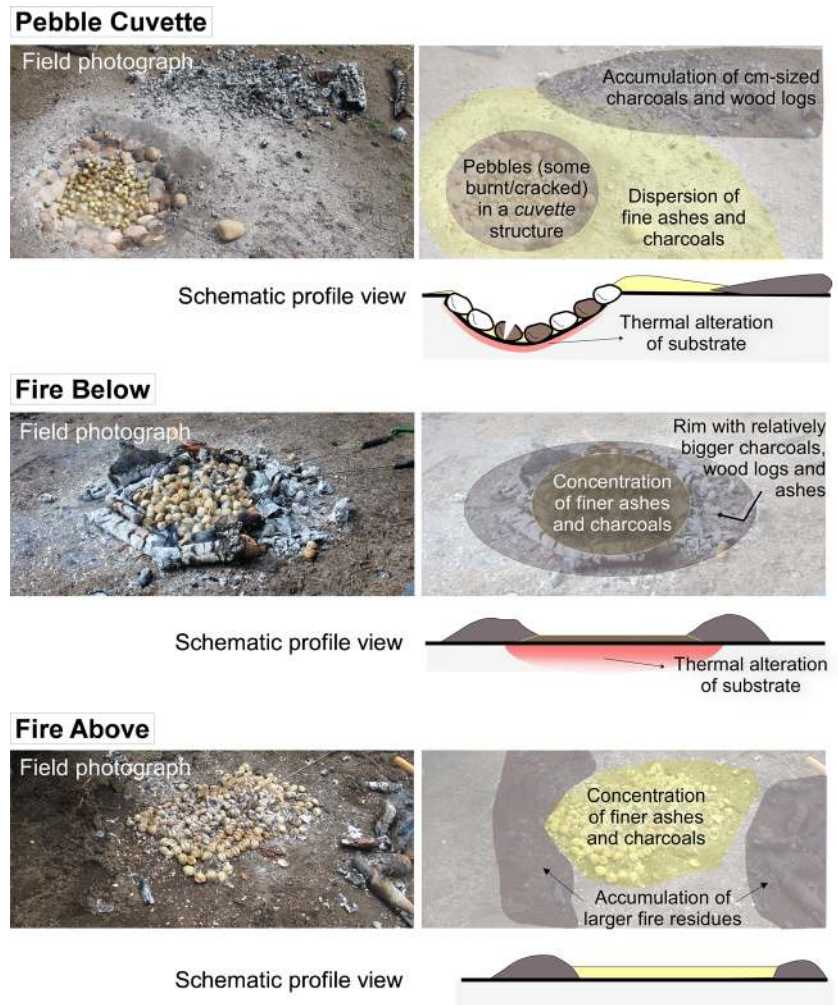 Pebble Cuvette
Field photograph
Accumulation of cm-sized
charcoals and wood logs
Pebbles (some
burnt/cracked)
in a cuvette
structure
Dispersion of
fine ashes and
charcoals
Schematic profile view
Thermal alteration
of substrate
Fire Below
Field photograph
Rim with relatively
bigger charcoals,
wood logs and
ashes
Concentration
of finer ashes
and charcoals
Schematic profile view
Thermal alteration
of substrate
Fire Above
Field photograph
Concentration
of finer ashes
and charcoals
Accumulation of
larger fire residues
Schematic profile view